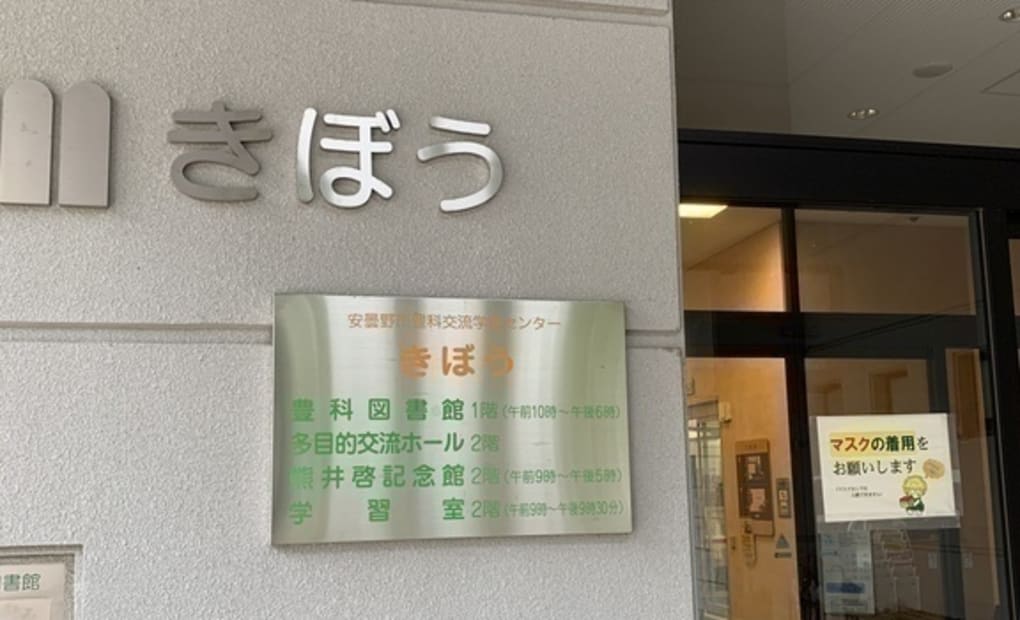 きぼう
安曇野市豊科交流学習センター
きぼう
豊科図書館 1階(午前10時～午後6時)
多目的交流ホール 2階
熊井啓記念館 2階(午前9時～午後5時)
学習室 2階(午前9時～午後9時30分)
マスクの着用を
お願いします
書館